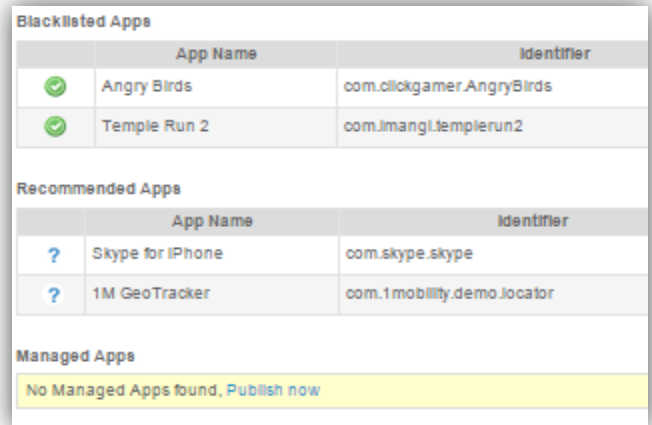 Blacklisted Apps
App Name Identifier
Angry Birds com.clickgamer.AngryBirds
Temple Run 2 com.imangi.templerun2
Recommended Apps
App Name Identifier
? Skype for iPhone com.skype.skype
? 1M GeoTracker com.1mobility.demo.locator
Managed Apps
No Managed Apps found, Publish now